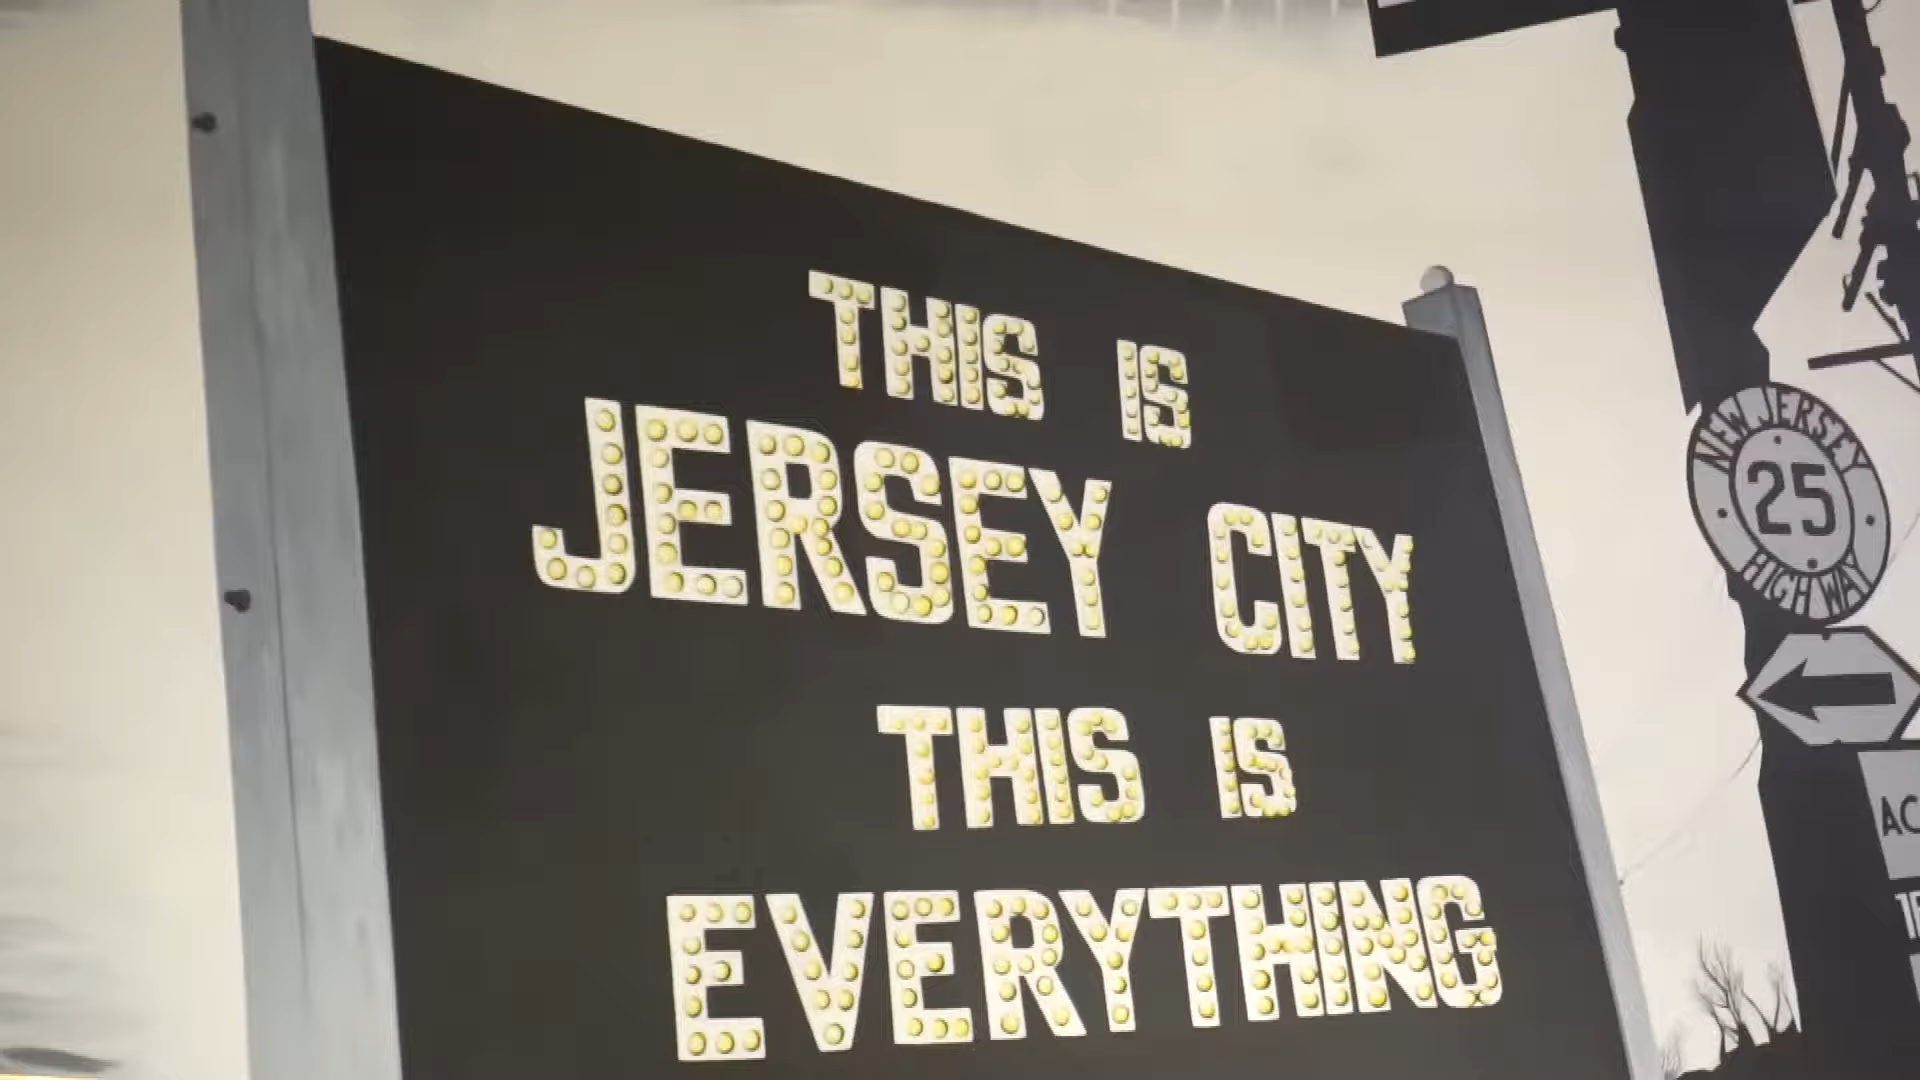 THIS IS
JERSEY CITY
THIS IS
EVERYTHING
NEW JERSEY
25
HIGHWAY